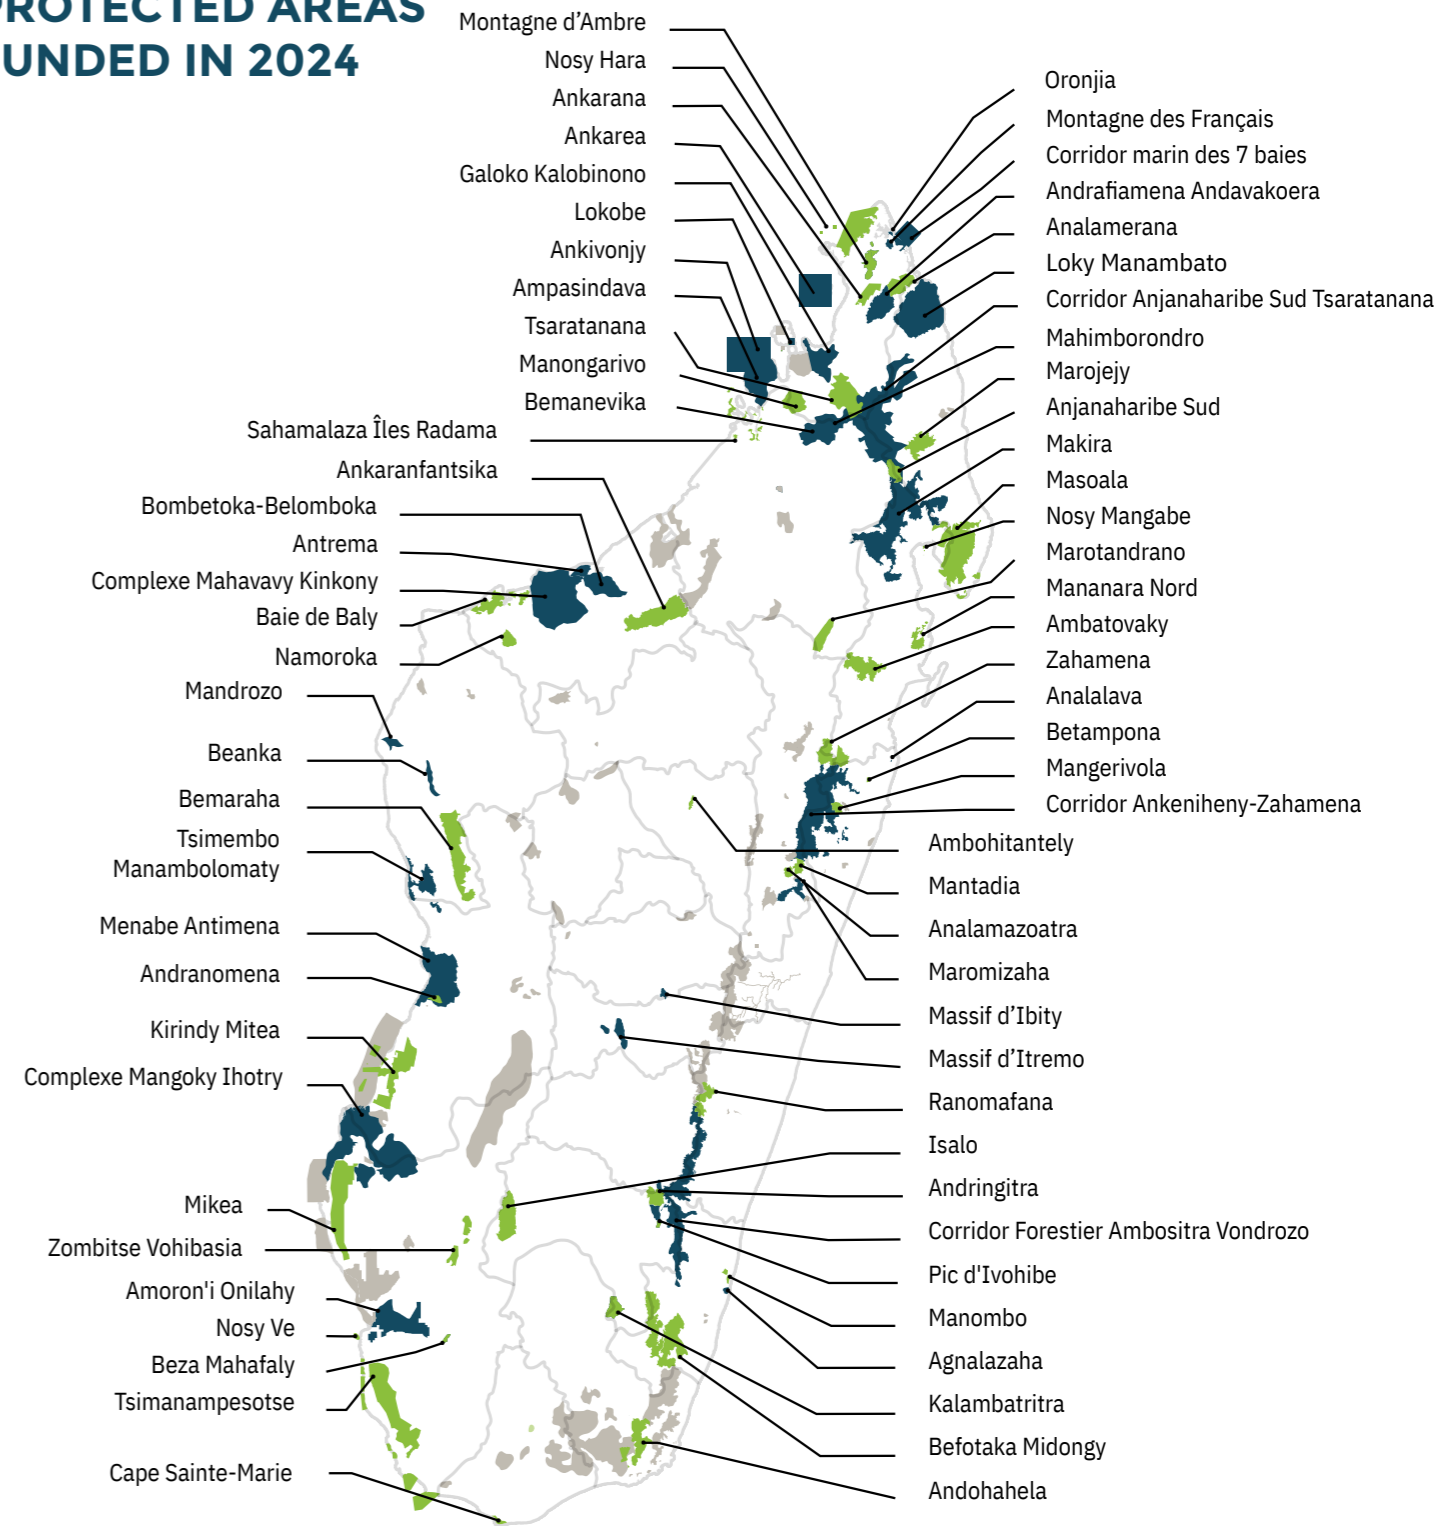 PROTECTED AREAS
UNDED IN 2024
Montagne d’Ambre
Nosy Hara
Ankarana
Ankarea
Galoko Kalobinono
Lokobe
Ankivonjy
Ampasindava
Tsaratanana
Manongarivo
Bemanevika
Sahamalaza Îles Radama
Ankaranfantsika
Bombetoka-Belomboka
Antrema
Complexe Mahavavy Kinkony
Baie de Baly
Namoroka
Mandrozo
Beanka
Bemaraha
Tsimembo
Manambolomaty
Menabe Antimena
Andranomena
Kirindy Mitea
Complexe Mangoky Ihotry
Mikea
Zombitse Vohibasia
Amoron'i Onilahy
Nosy Ve
Beza Mahafaly
Tsimanampesotse
Cape Sainte-Marie
Oronjia
Montagne des Français
Corridor marin des 7 baies
Andrafiamena Andavakoera
Analamerana
Loky Manambato
Corridor Anjanaharibe Sud Tsaratanana
Mahimborondro
Marojejy
Anjanaharibe Sud
Makira
Masoala
Nosy Mangabe
Marotandrano
Mananara Nord
Ambatovaky
Zahamena
Analalava
Betampona
Mangerivola
Corridor Ankeniheny-Zahamena
Ambohitantely
Mantadia
Analamazoatra
Maromizaha
Massif d’Ibity
Massif d’Itremo
Ranomafana
Isalo
Andringitra
Corridor Forestier Ambositra Vondrozo
Pic d'Ivohibe
Manombo
Agnalazaha
Kalambatritra
Befotaka Midongy
Andohahela